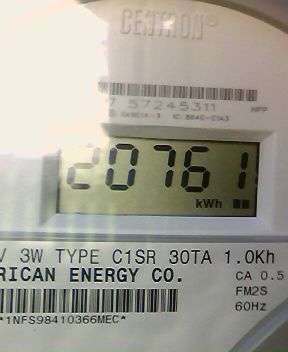 CENTRON®
7 57245311
20761
kWh
V 3W TYPE C1SR 30TA 1.0Kh
RICAN ENERGY CO.
CA 0.5
FM2S
60Hz
*1NFS98410366MEC*